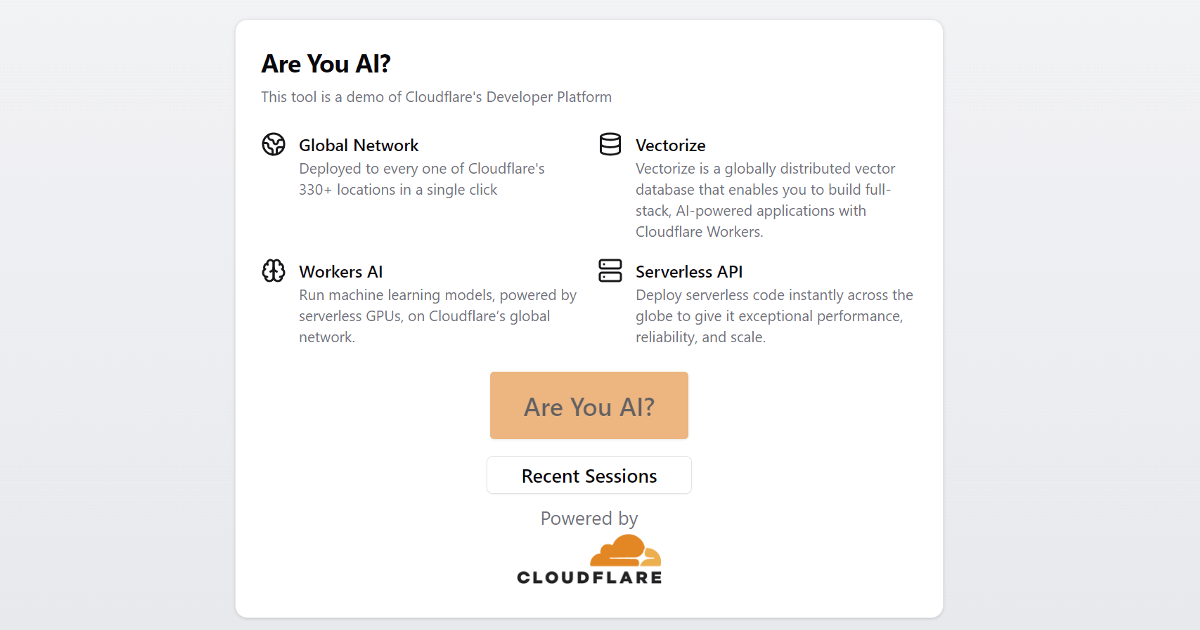 Are You AI?
This tool is a demo of Cloudflare's Developer Platform
Global Network
Deployed to every one of Cloudflare's
330+ locations in a single click
Vectorize
Vectorize is a globally distributed vector
database that enables you to build full-
stack, AI-powered applications with
Cloudflare Workers.
Workers AI
Run machine learning models, powered by
serverless GPUs, on Cloudflare's global
network.
Serverless API
Deploy serverless code instantly across the
globe to give it exceptional performance,
reliability, and scale.
Are You AI?
Recent Sessions
Powered by
CLOUDFLARE